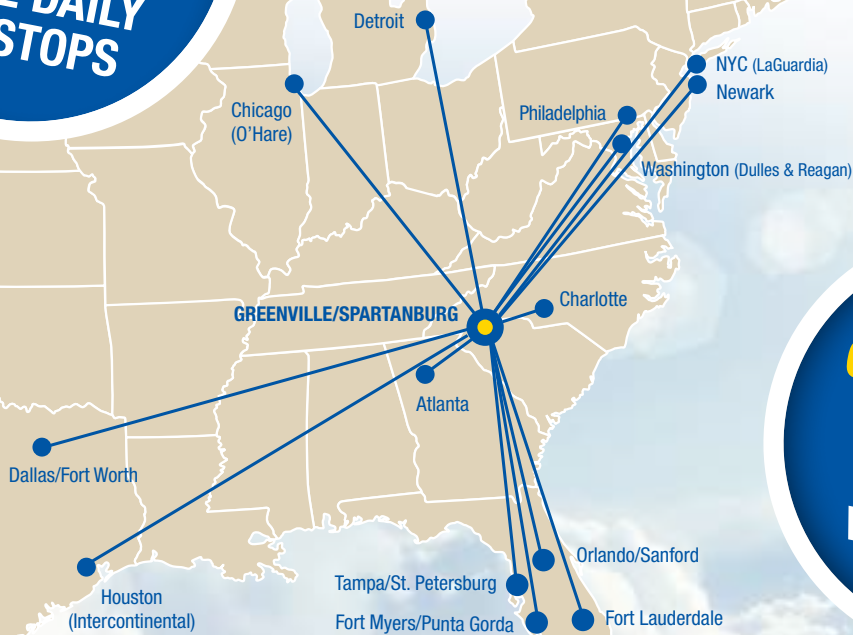 DAILY
STOPS
Detroit
NYC (LaGuardia)
Newark
Chicago
(O'Hare)
Philadelphia
Washington (Dulles & Reagan)
GREENVILLE/SPARTANBURG
Charlotte
Atlanta
Dallas/Fort Worth
Houston
(Intercontinental)
Orlando/Sanford
Tampa/St. Petersburg
Fort Myers/Punta Gorda
Fort Lauderdale